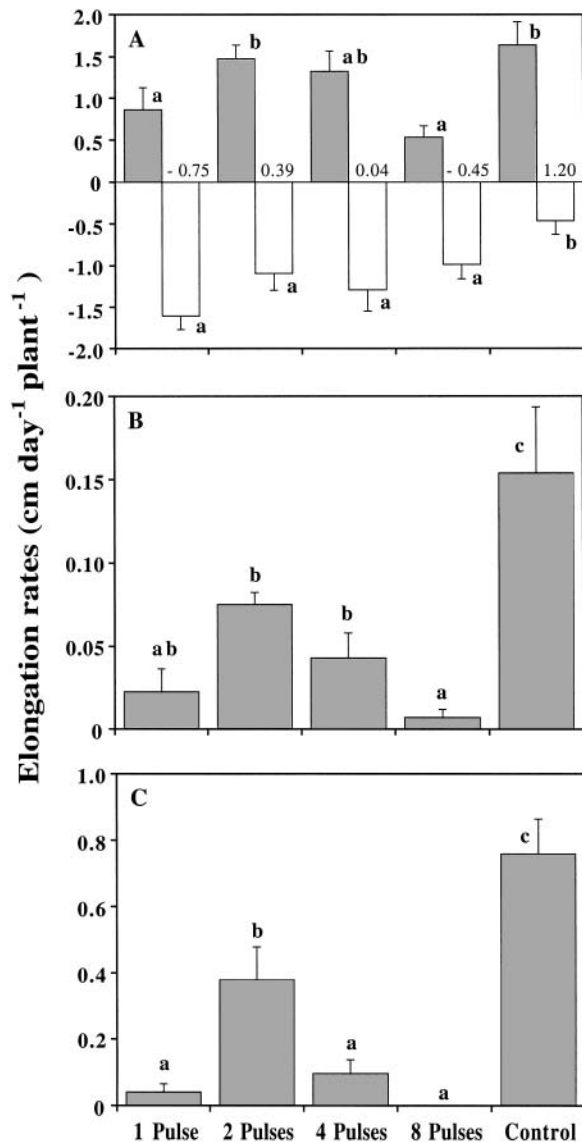 Elongation rates (cm day⁻¹ plant⁻¹ )
A
2.0
1.5
1.0
0.5
0
-0.5
-1.0
-1.5
-2.0
a
b
a b
a
b
- 0.75 0.39 0.04 - 0.45 1.20
a
a
a
a
b
B
0.20
0.15
0.10
0.05
0
a b
b
b
a
c
C
1.0
0.8
0.6
0.4
0.2
0
a
b
a
a
c
1 Pulse 2 Pulses 4 Pulses 8 Pulses Control